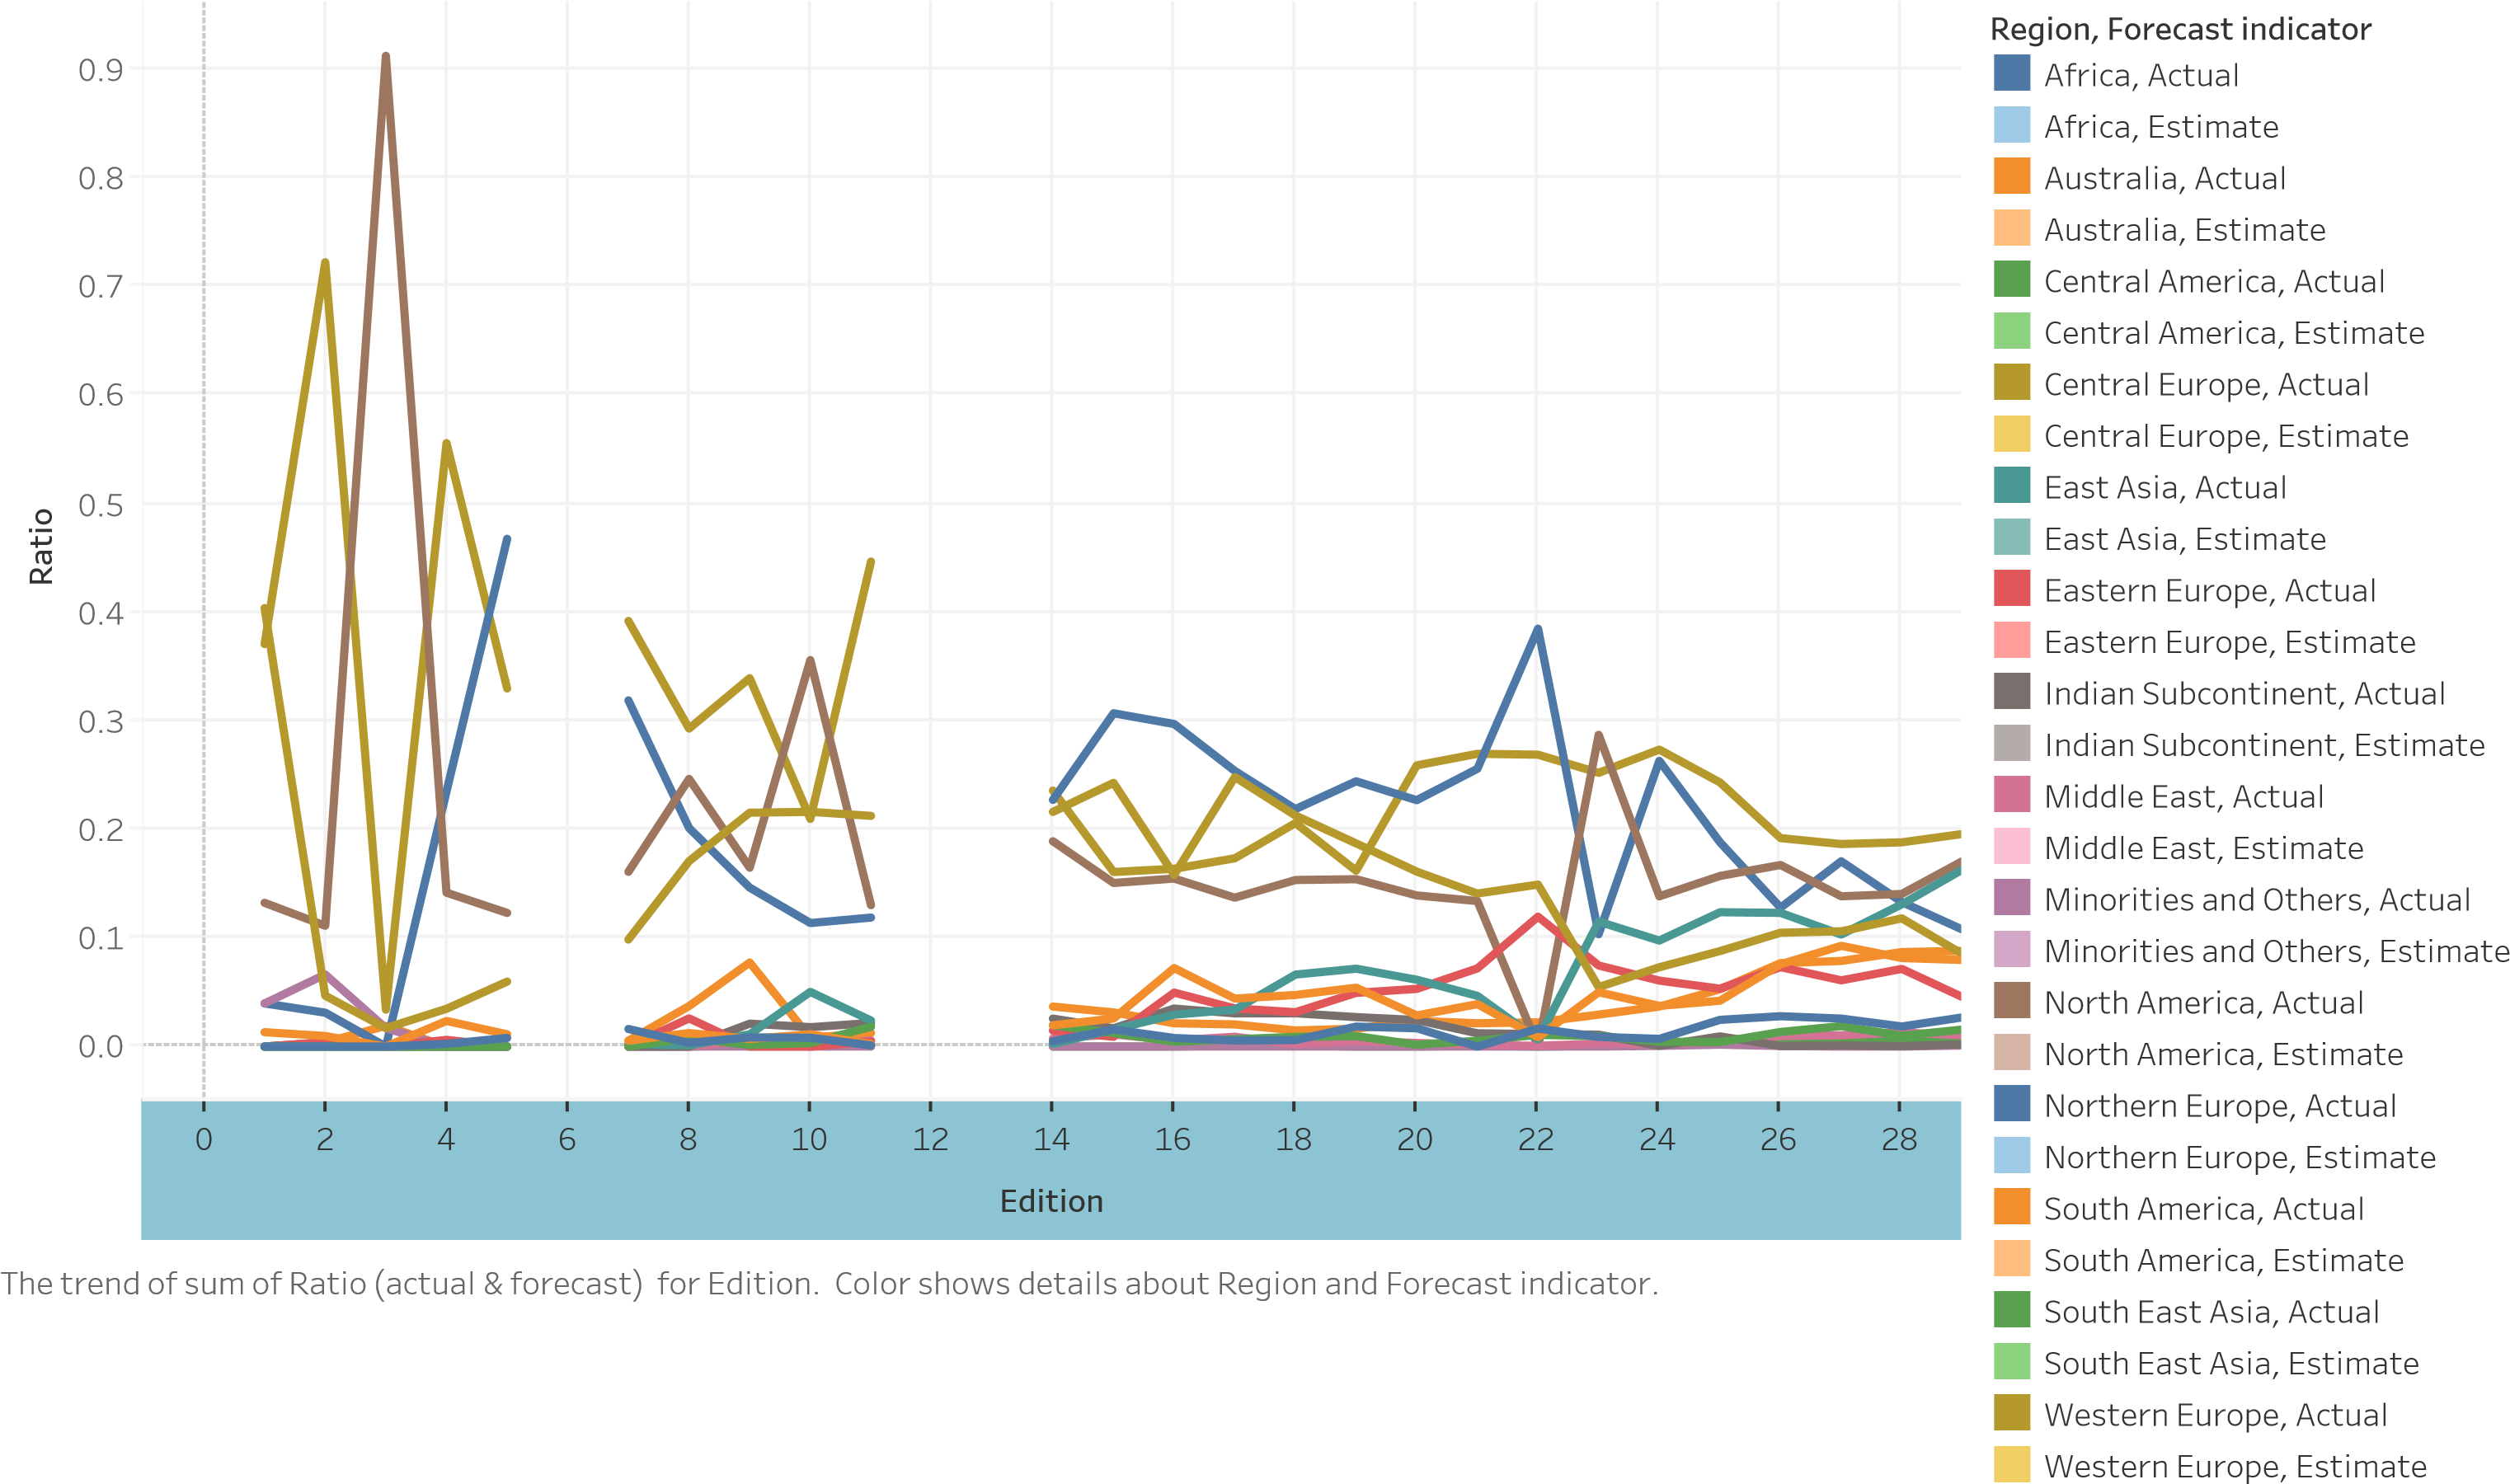 Region, Forecast indicator
Africa, Actual
Africa, Estimate
Australia, Actual
Australia, Estimate
Central America, Actual
Central America, Estimate
Central Europe, Actual
Central Europe, Estimate
East Asia, Actual
East Asia, Estimate
Eastern Europe, Actual
Eastern Europe, Estimate
Indian Subcontinent, Actual
Indian Subcontinent, Estimate
Middle East, Actual
Middle East, Estimate
Minorities and Others, Actual
Minorities and Others, Estimate
North America, Actual
North America, Estimate
Northern Europe, Actual
Northern Europe, Estimate
South America, Actual
South America, Estimate
South East Asia, Actual
South East Asia, Estimate
Western Europe, Actual
Western Europe, Estimate
0.9
0.8
0.7
0.6
0.5
0.4
0.3
0.2
0.1
0.0
Ratio
0 2 4 6 8 10 12 14 16 18 20 22 24 26 28
Edition
The trend of sum of Ratio (actual & forecast) for Edition. Color shows details about Region and Forecast indicator.